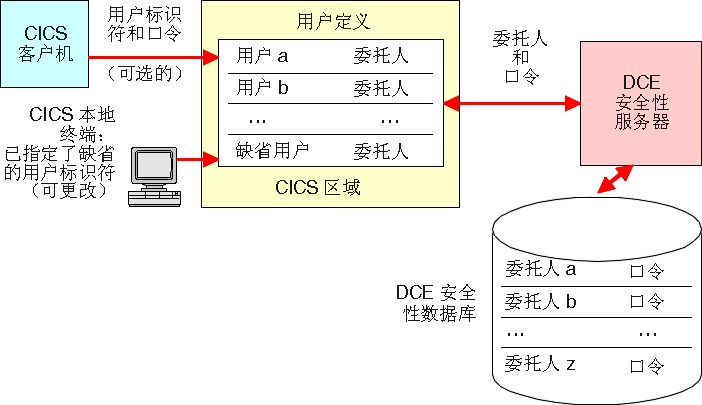 CICS
客户机
用户标识
符和口令
（可选的）
CICS 本地
终端：
已指定了缺省
的用户标识符
（可更改）
用户定义
用户 a 委托人
用户 b 委托人
... ...
缺省用户 委托人
CICS 区域
委托人
和
口令
DCE
安全性
服务器
DCE 安全
性数据库
委托人 a 口令
委托人 b 口令
... ...
委托人 z 口令